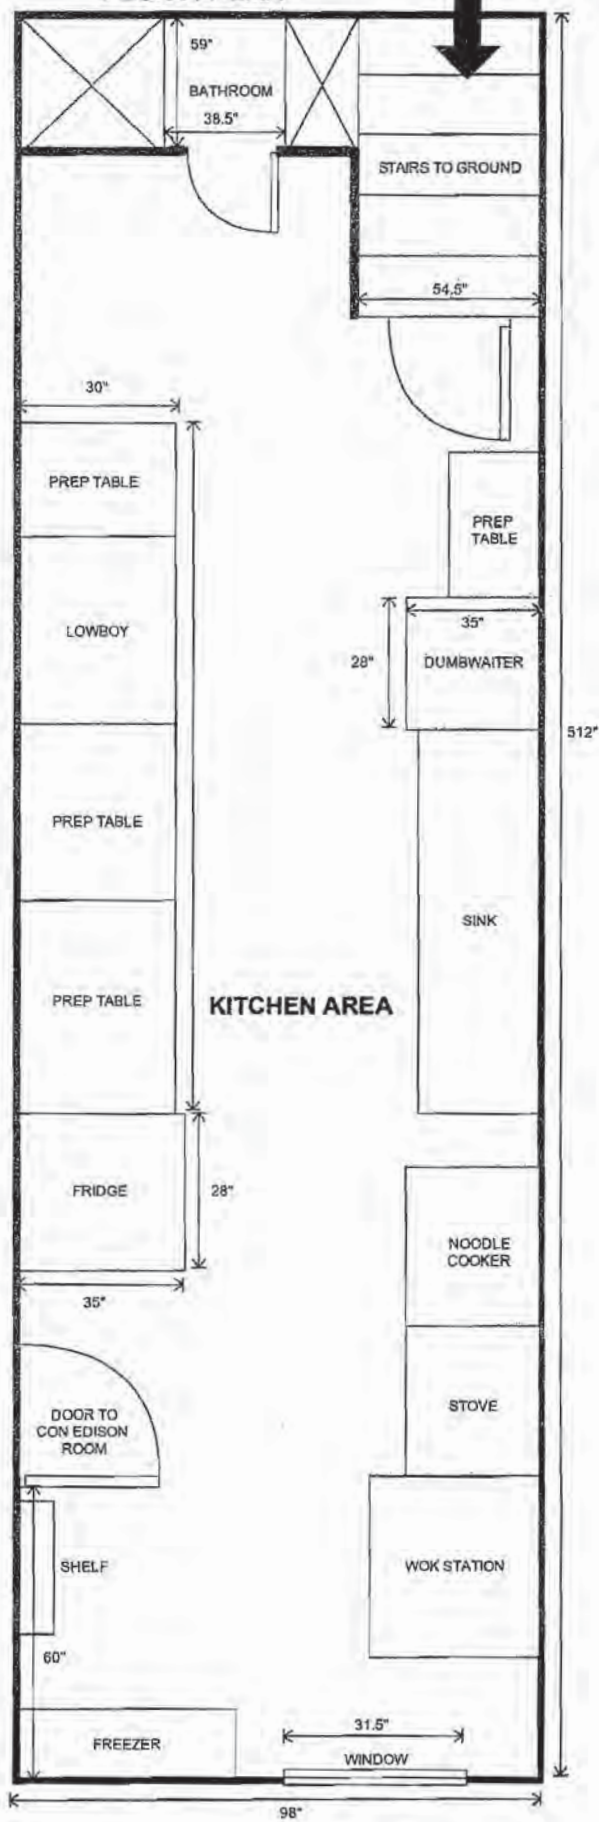 59"
BATHROOM
38.5"
STAIRS TO GROUND
54.5"
30"
PREP TABLE
PREP
TABLE
LOWBOY
35"
28"
DUMBWAITER
512"
PREP TABLE
SINK
PREP TABLE
KITCHEN AREA
FRIDGE
28"
NOODLE
COOKER
35"
STOVE
DOOR TO
CON EDISON
ROOM
SHELF
WOK STATION
60"
31.5"
FREEZER
WINDOW
98"